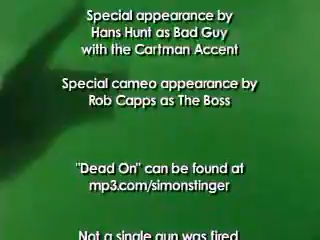 Special appearance by
Hans Hunt as Bad Guy
with the Cartman Accent
Special cameo appearance by
Rob Capps as The Boss
"Dead On" can be found at
mp3.com/simonstinger
Not a single gun was fired